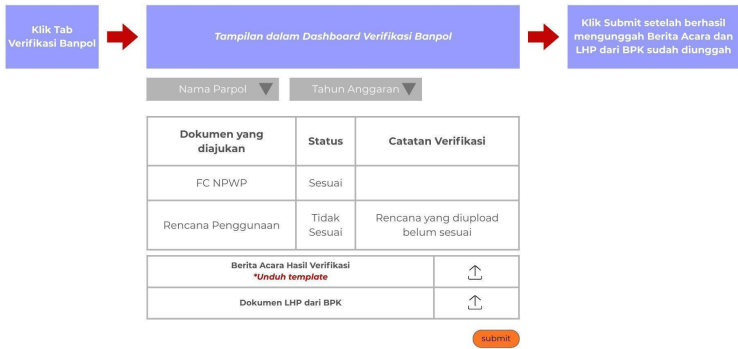 Klik Tab
Verifikasi Banpol
Tampilan dalam Dashboard Verifikasi Banpol
Klik Submit setelah berhasil
mengunggah Berita Acara dan
LHP dari BPK sudah diunggah
Nama Parpol
Tahun Anggaran
Dokumen yang
diajukan
Status
Catatan Verifikasi
FC NPWP
Sesuai
Rencana Penggunaan
Tidak
Sesuai
Rencana yang diupload
belum sesuai
Berita Acara Hasil Verifikasi
*Unduh template
Dokumen LHP dari BPK
submit